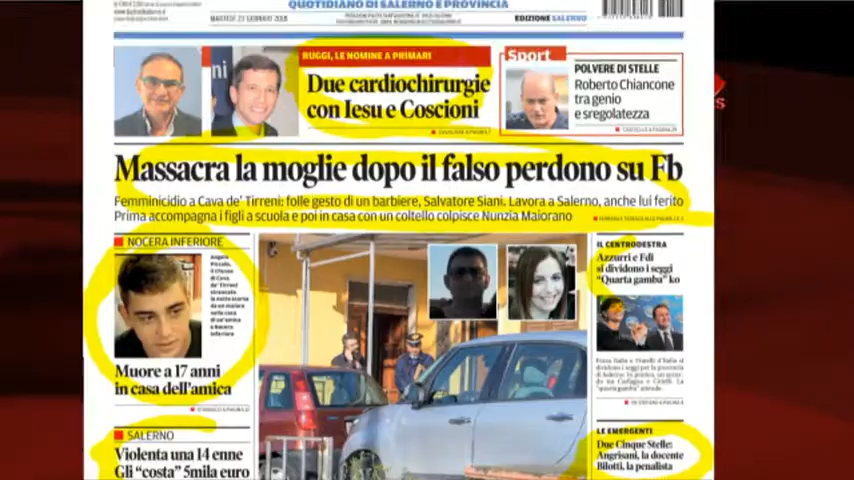 QUOTIDIANO DI SALERNO E PROVINCIA
MARTEDÌ 23 GENNAIO 2018
EDIZIONE SALERNO
RUGGI, LE NOMINE A PRIMARI
Due cardiochirurgie
con Iesu e Coscioni
Sport
POLVERE DI STELLE
Roberto Chiancone
tra genio
e sregolatezza
Massacra la moglie dopo il falso perdono su Fb
Femminicidio a Cava de' Tirreni: folle gesto di un barbiere, Salvatore Siani. Lavora a Salerno, anche lui ferito
Prima accompagna i figli a scuola e poi in casa con un coltello colpisce Nunzia Maiorano
NOCERA INFERIORE
Muore a 17 anni
in casa dell'amica
SALERNO
Violenta una 14 enne
Gli "costa" 5mila euro
IL CENTRODESTRA
Azzurri e Fdi
si dividono i seggi
"Quarta gamba" ko
LE EMERGENTI
Due Cinque Stelle:
Angrisani, la docente
Bilotti, la penalista